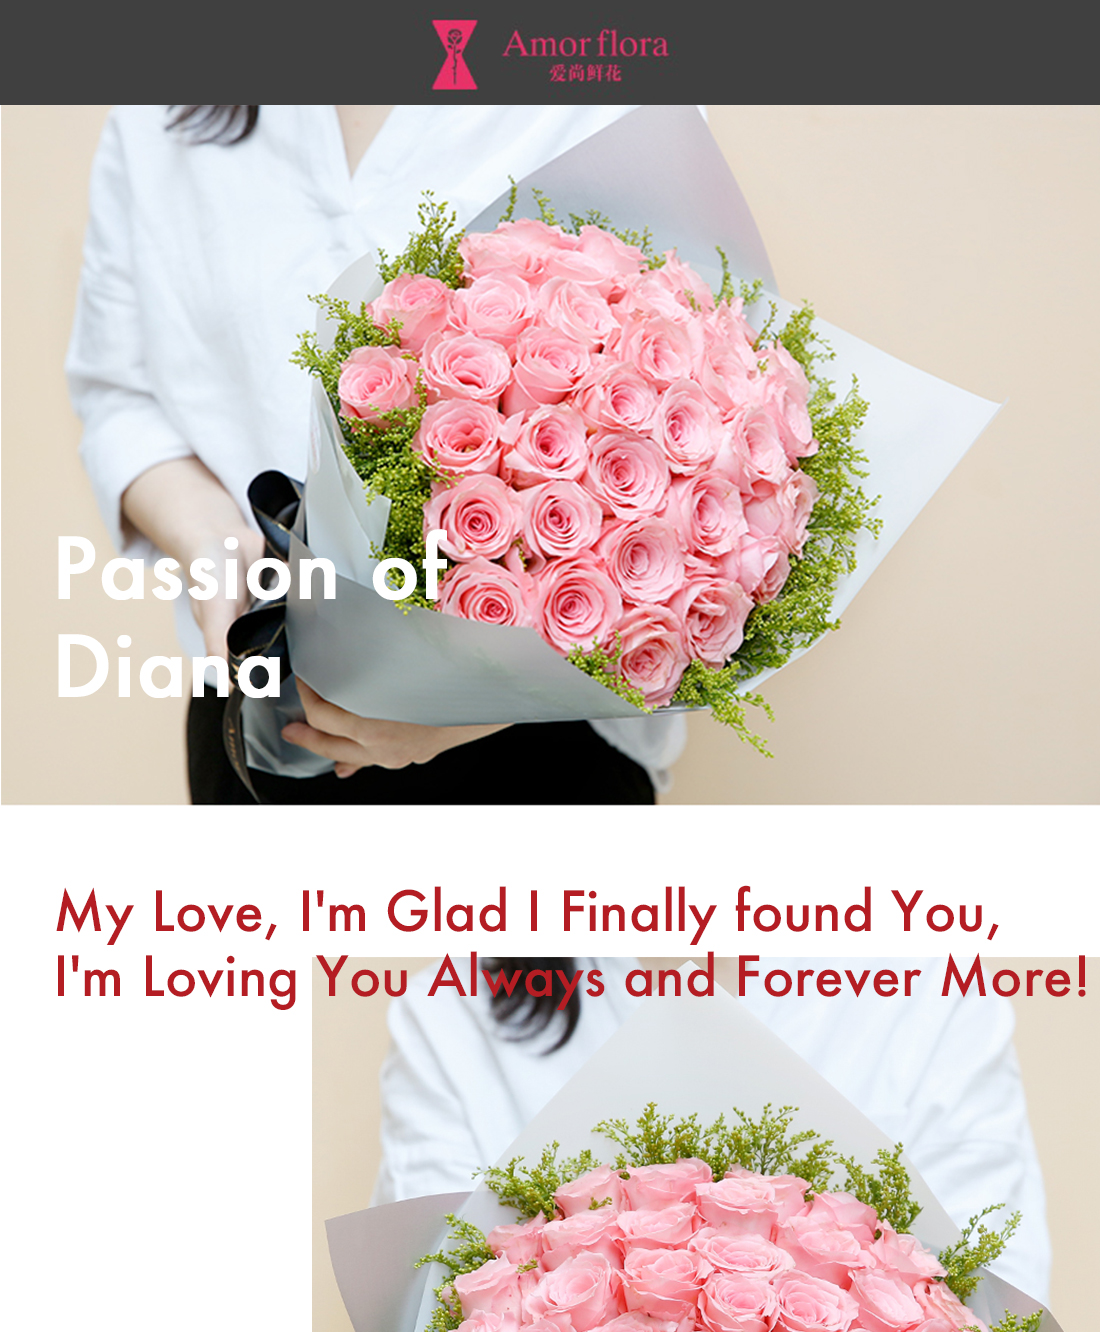 Amor flora
爱尚鲜花
Passion of
Diana
My Love, I'm Glad I Finally found You,
I'm Loving You Always and Forever More!